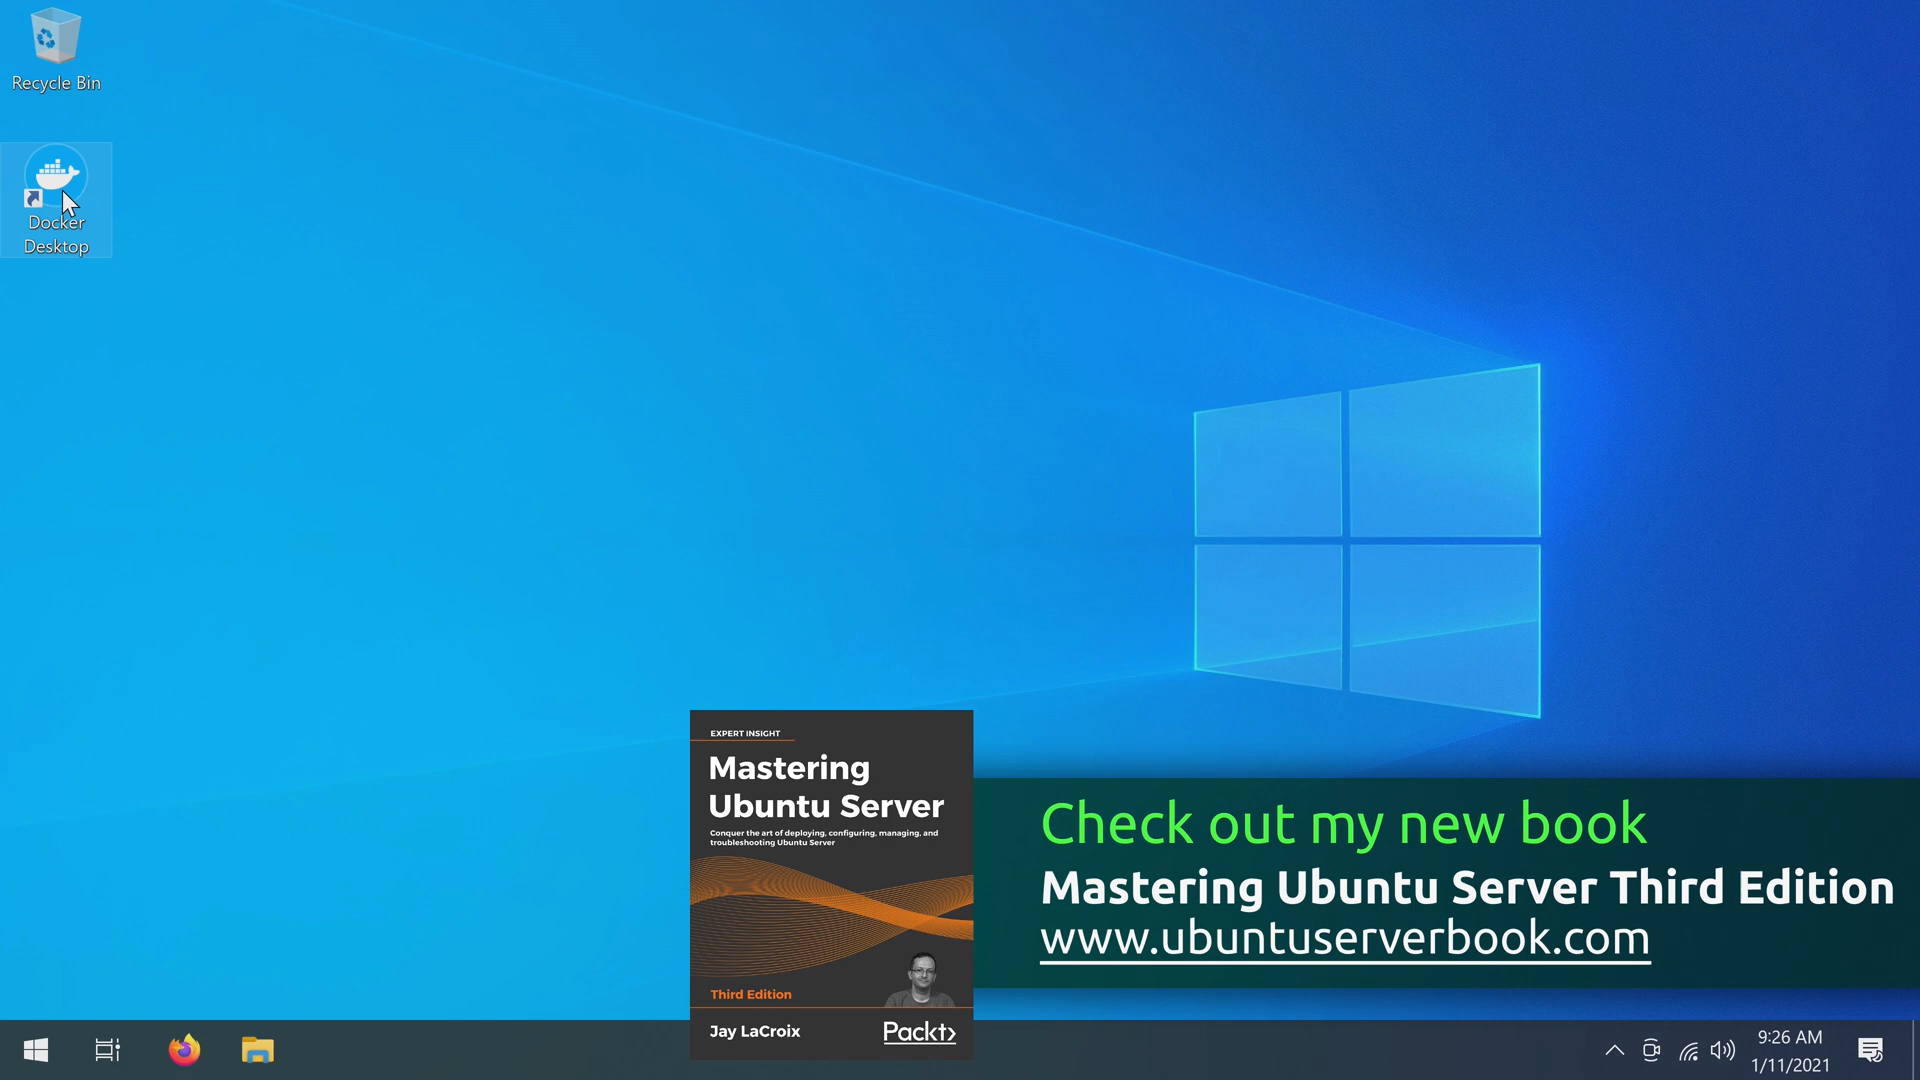 Recycle Bin
Docker
Desktop
EXPERT INSIGHT
Mastering
Ubuntu Server
Conquer the art of deploying, configuring, managing, and
troubleshooting Ubuntu Server
Third Edition
Jay LaCroix
Packt>
Check out my new book
Mastering Ubuntu Server Third Edition
www.ubuntuserverbook.com
9:26 AM
1/11/2021